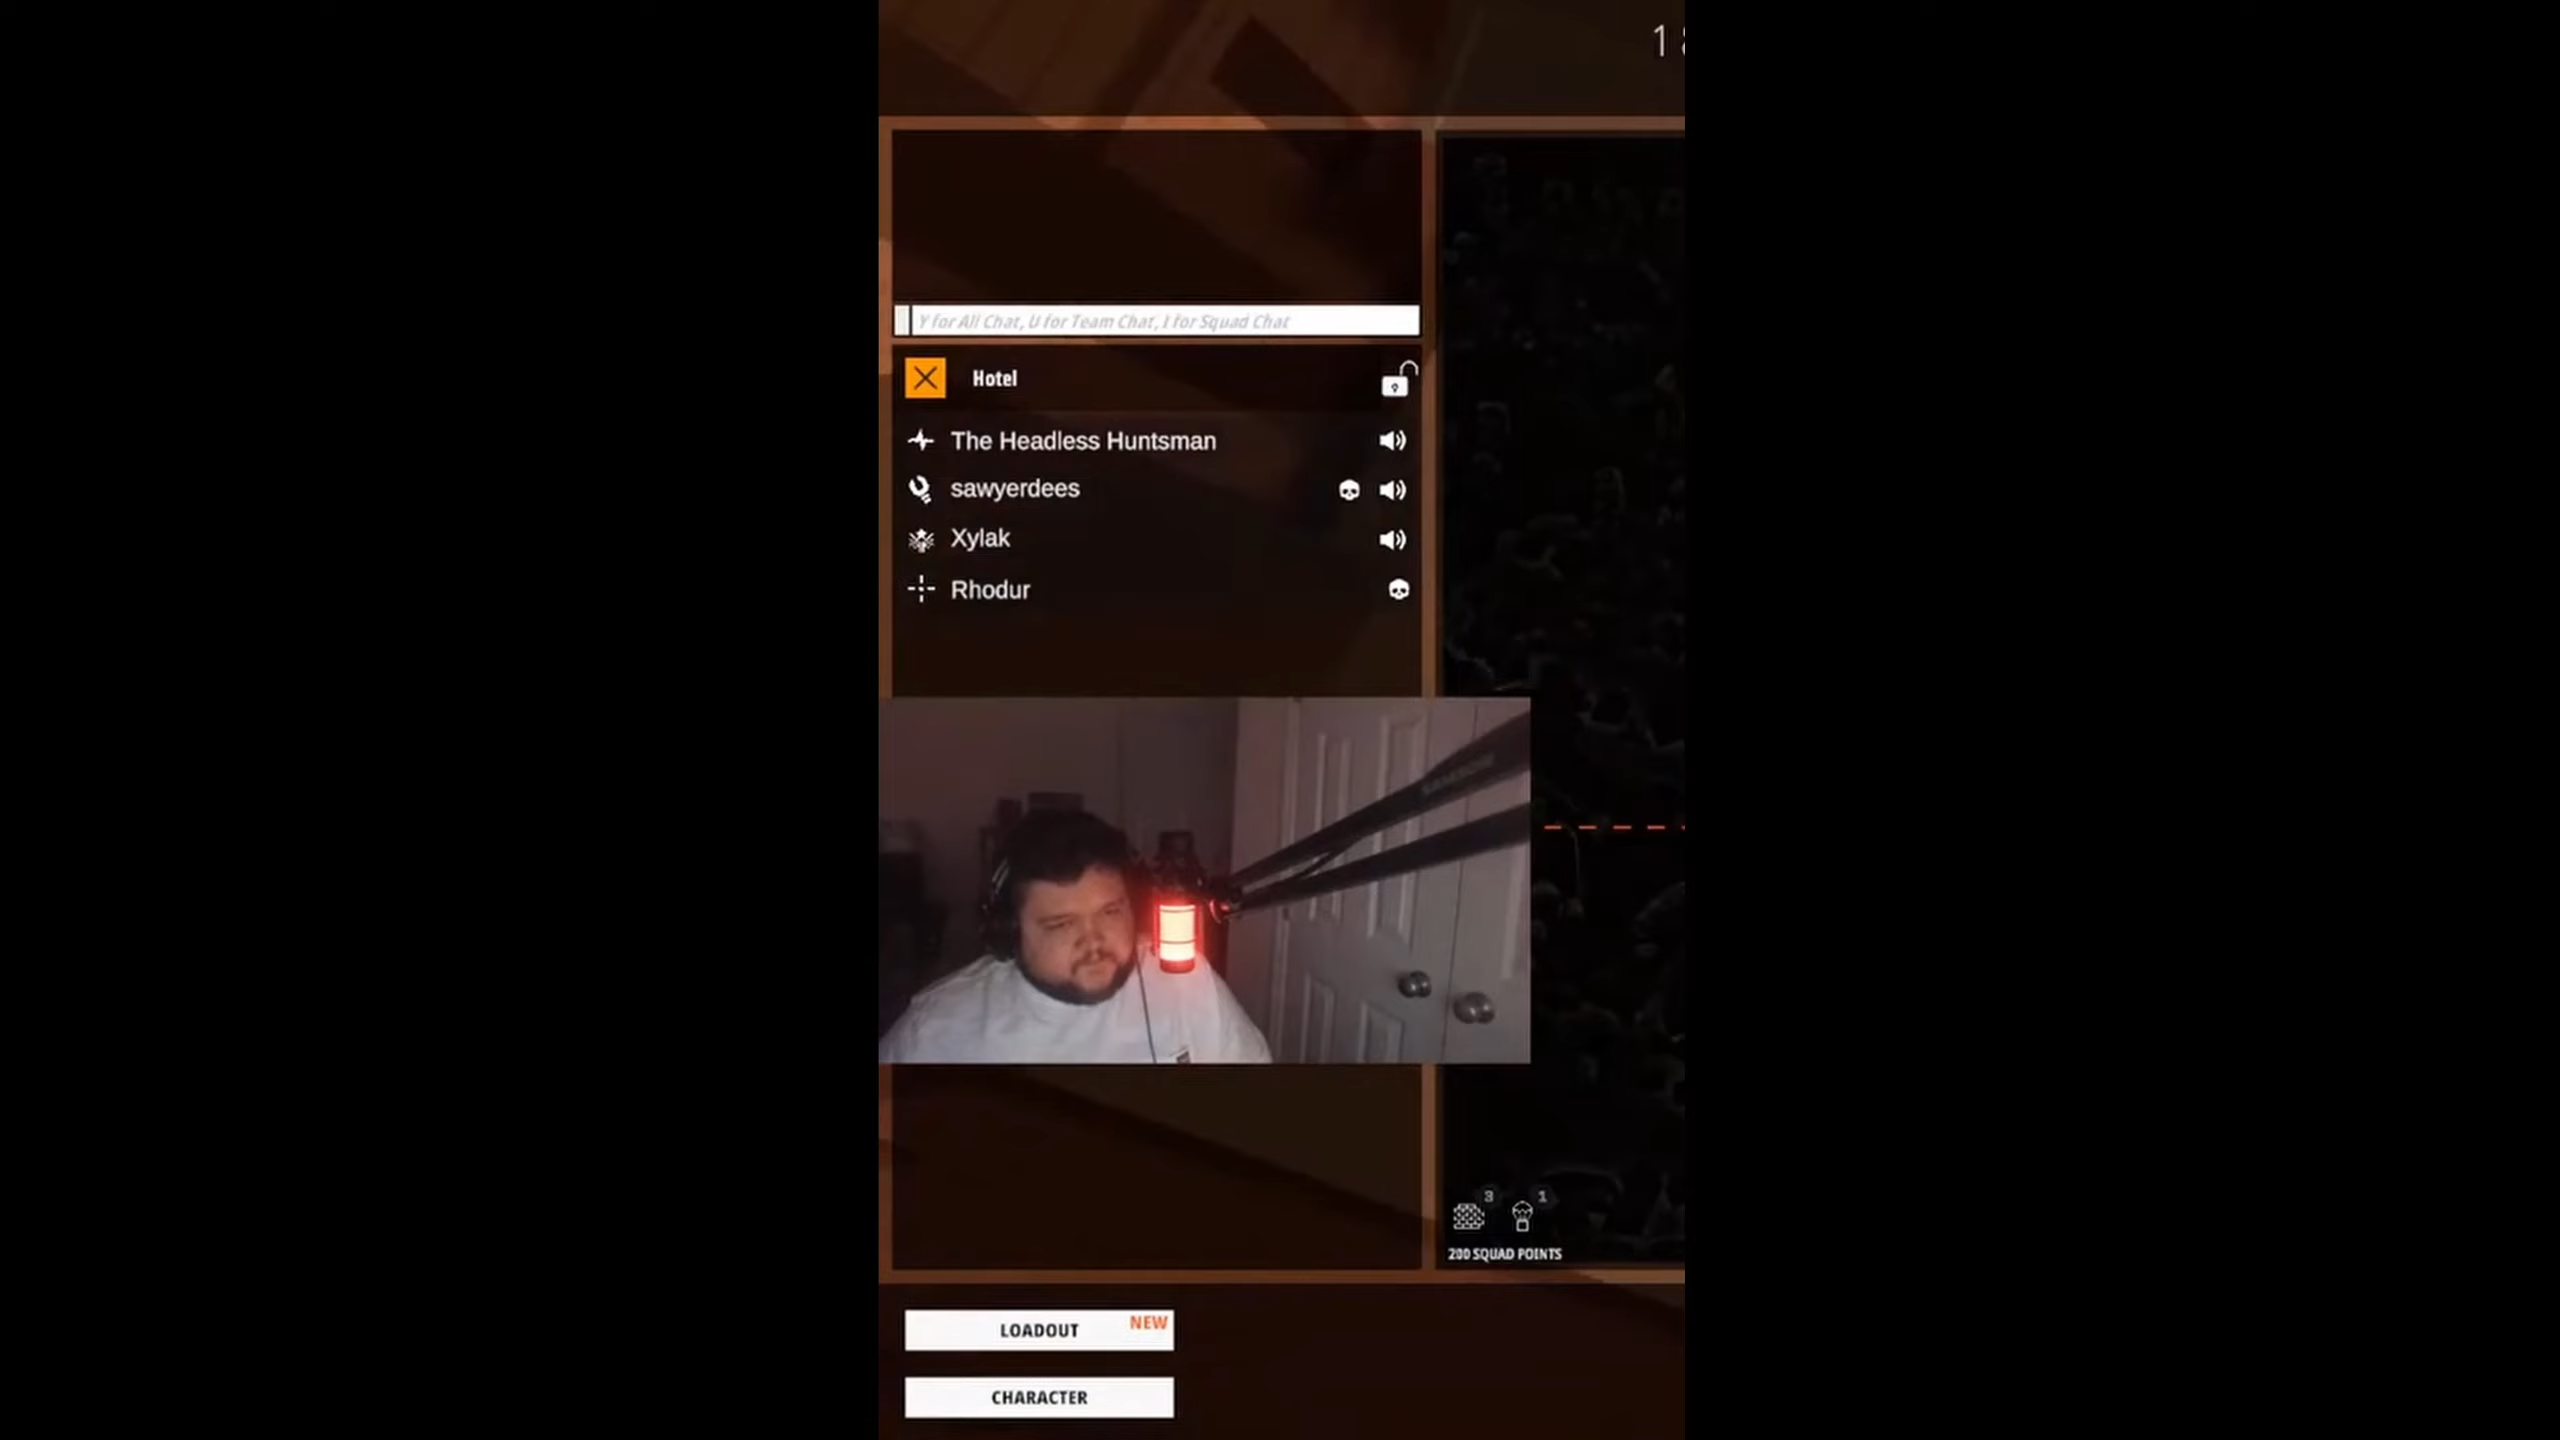 Y for All Chat, U for Team Chat, I for Squad Chat
Hotel
The Headless Huntsman
sawyerdees
Xylak
Rhodur
SAMSON
3 1
200 SQUAD POINTS
LOADOUT NEW
CHARACTER